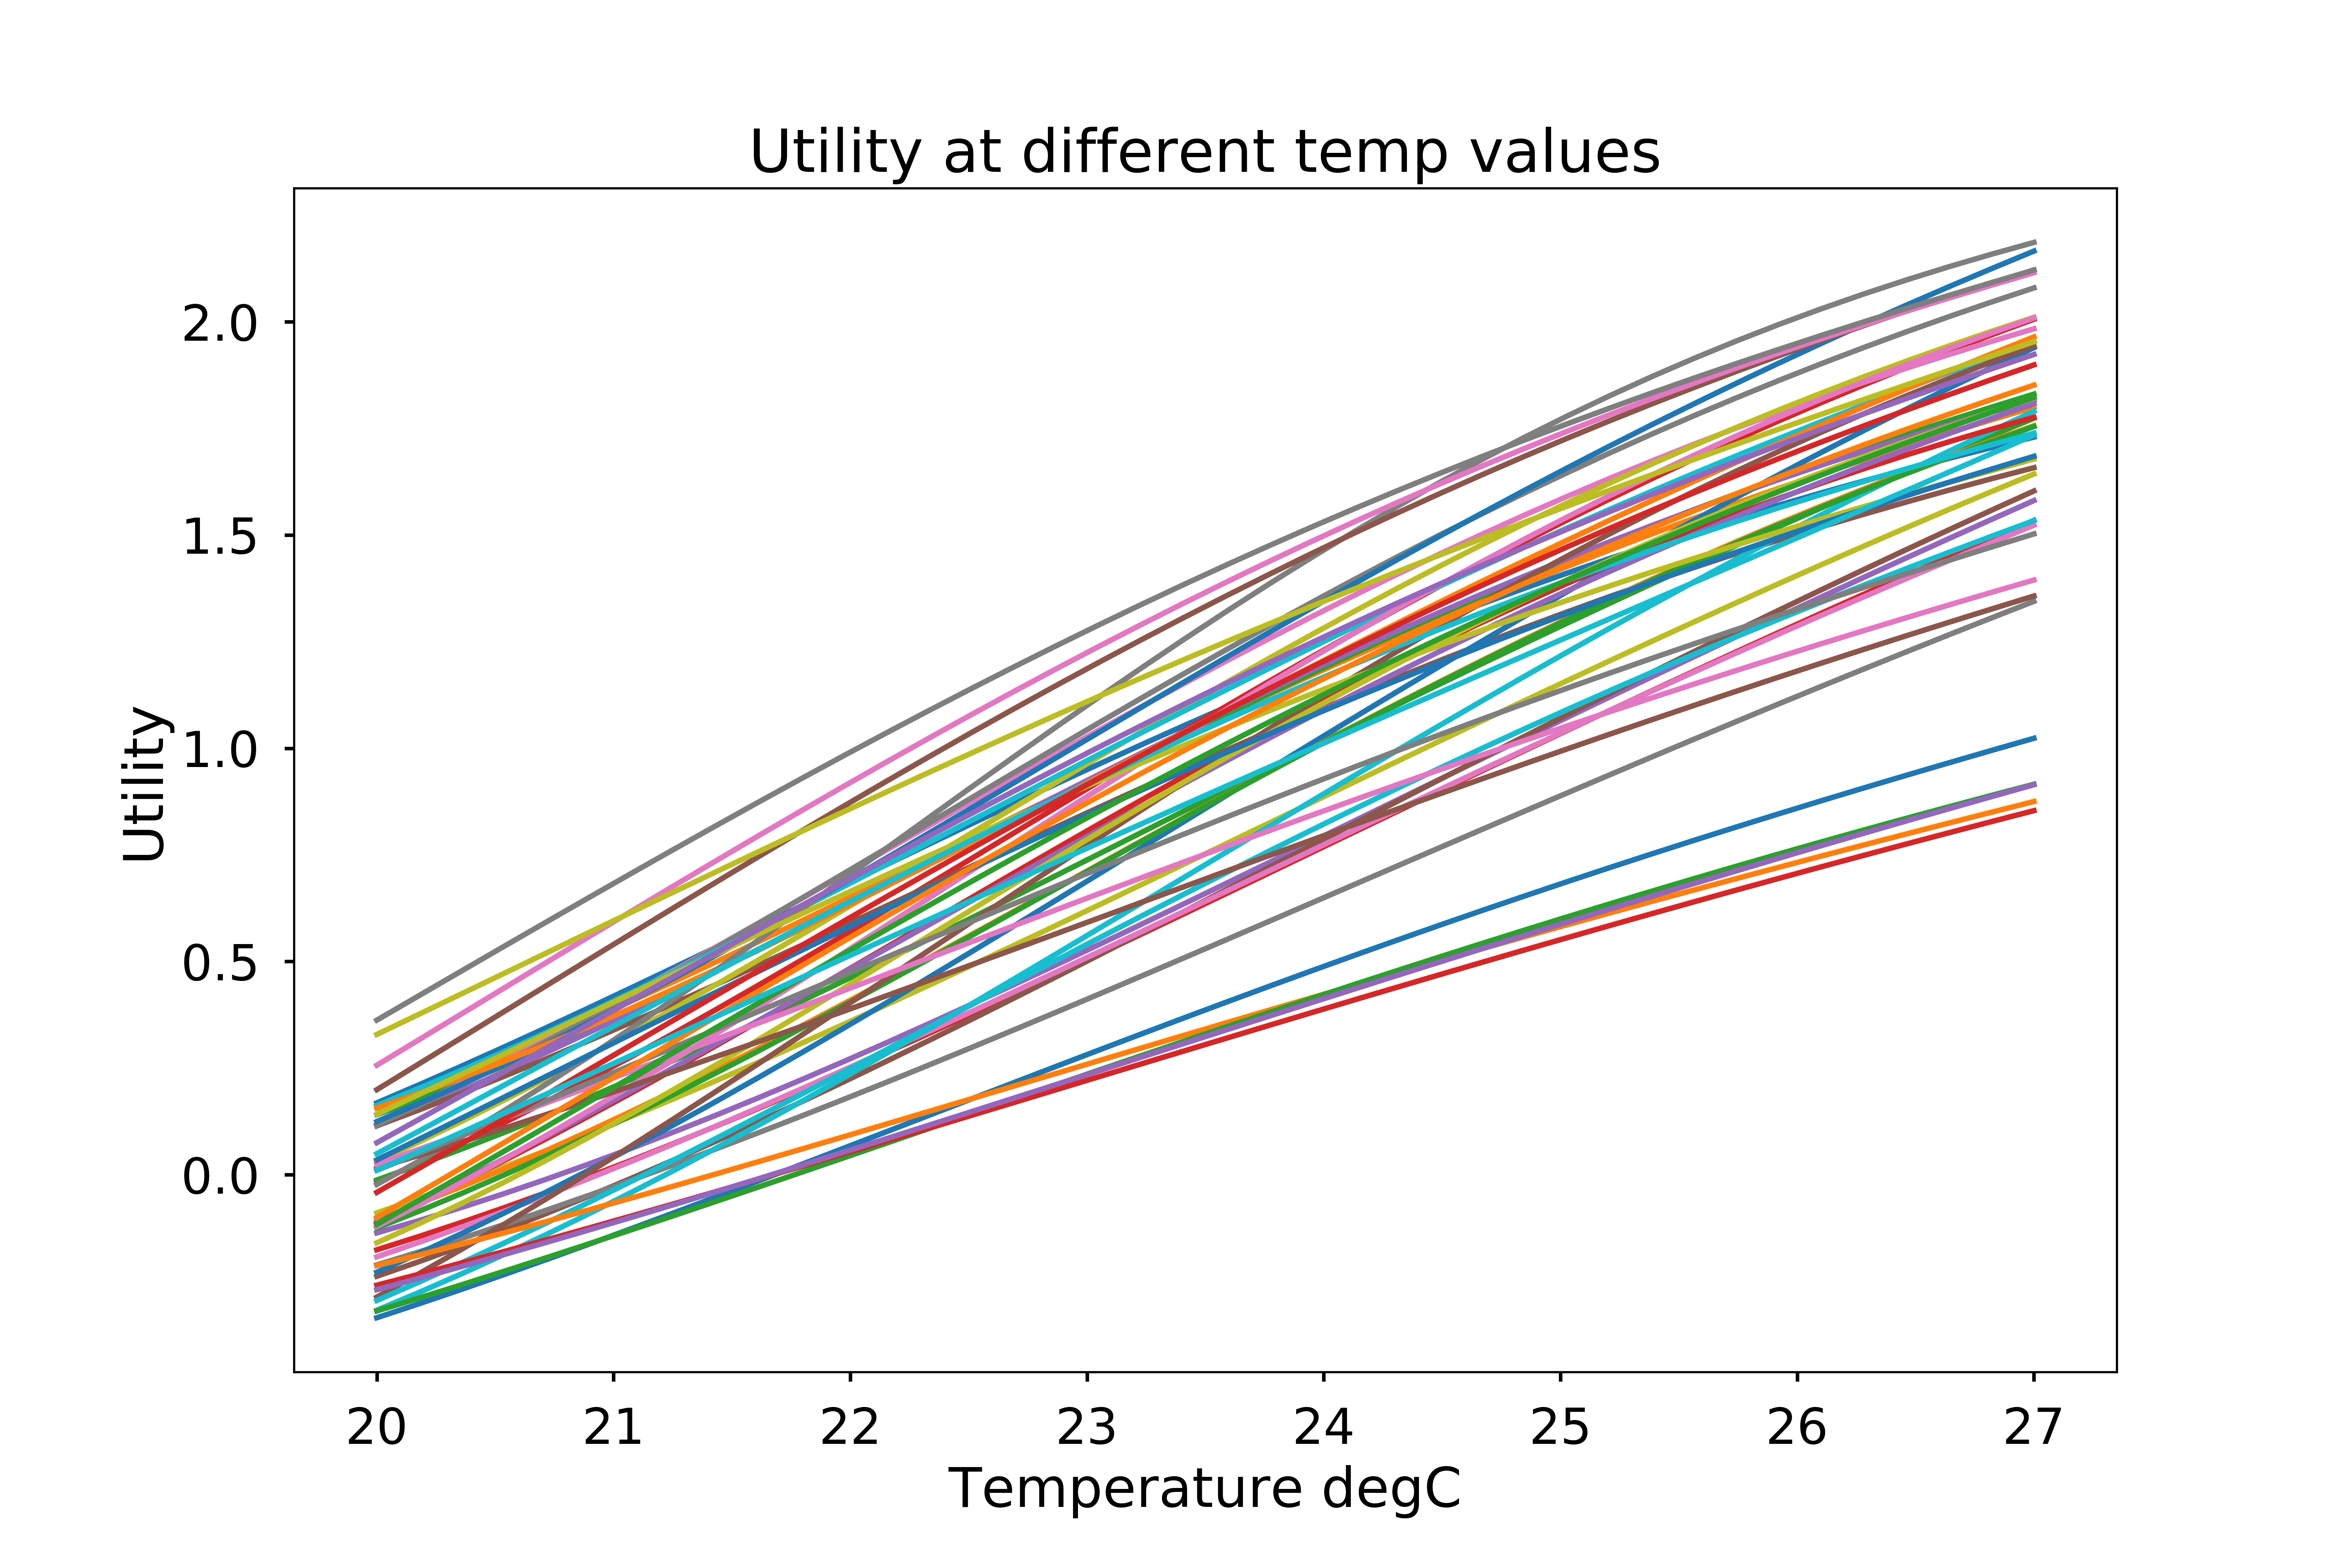 Utility at different temp values
2.0
1.5
1.0
0.5
0.0
Utility
20 21 22 23 24 25 26 27
Temperature degC